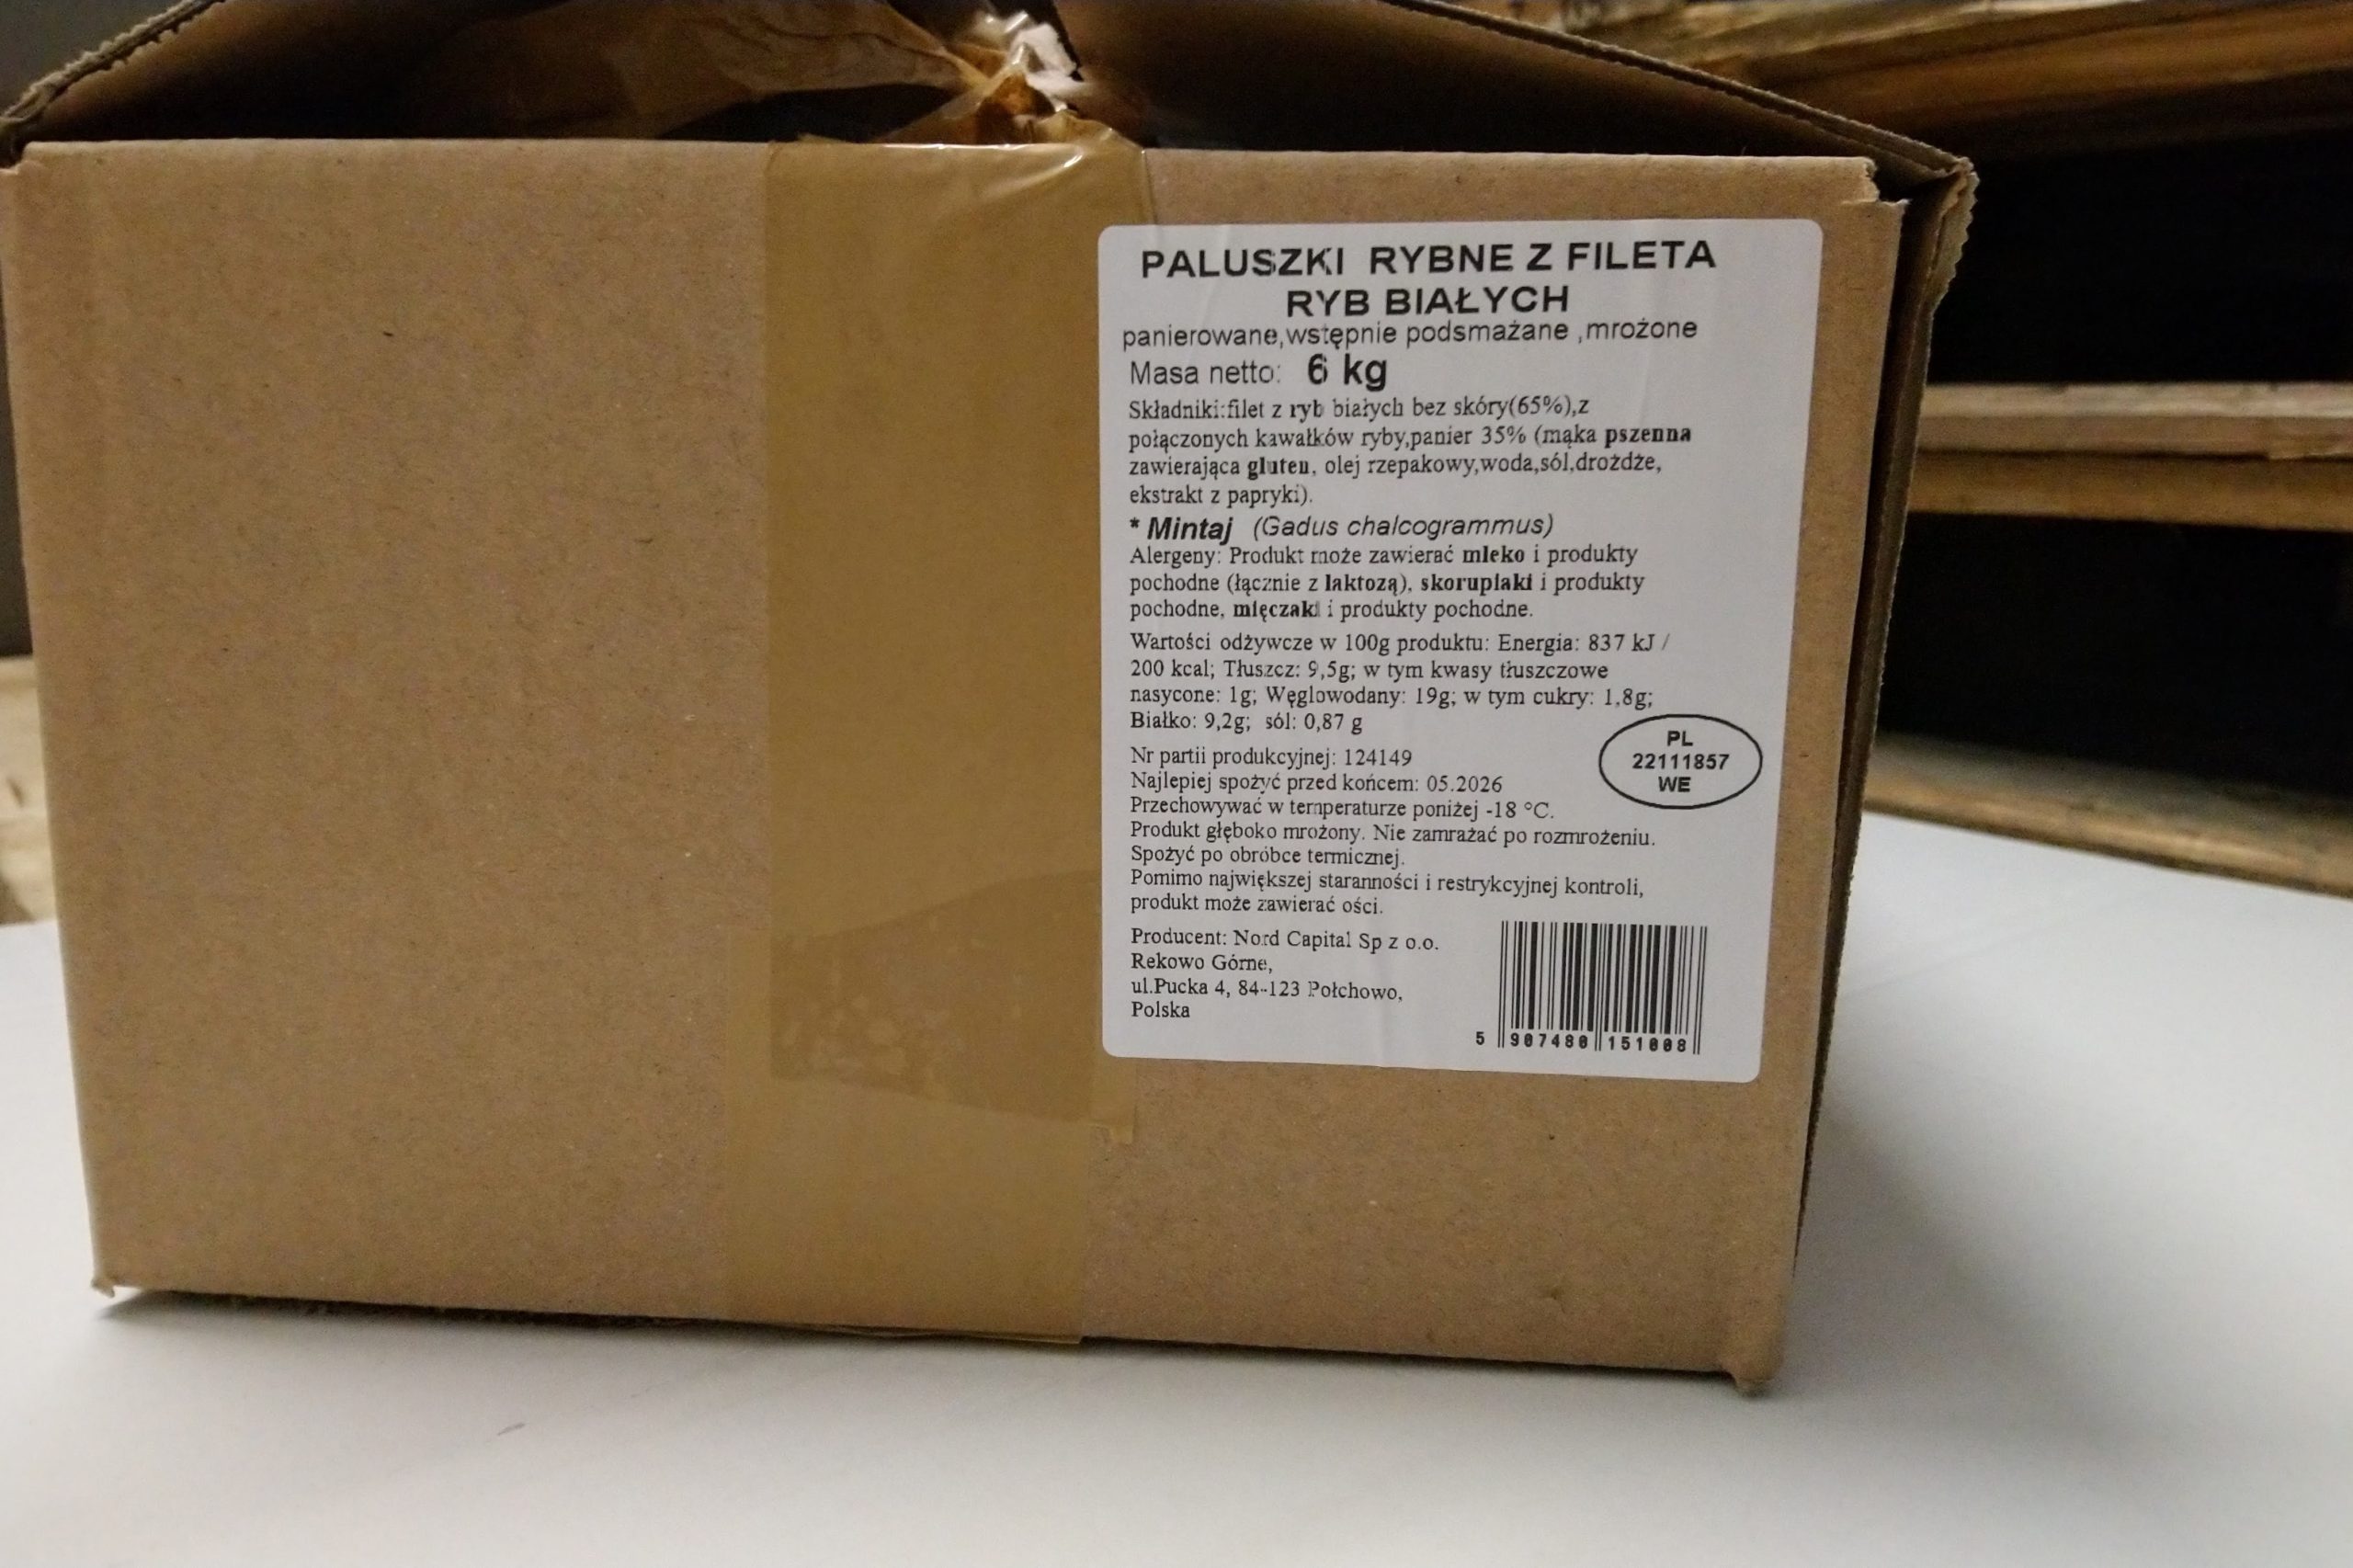 PALUSZKI RYBNE Z FILETA
RYB BIAŁYCH
panierowane,wstępnie podsmażane ,mrożone
Masa netto: 6 kg
Składniki:filet z ryb białych bez skóry(65%),z
połączonych kawałków ryby,panier 35% (mąka pszenna
zawierająca gluten, olej rzepakowy,woda,sól,drożdże,
ekstrakt z papryki).
* Mintaj (Gadus chalcogrammus)
Alergeny: Produkt może zawierać mleko i produkty
pochodne (łącznie z laktozą), skorupiaki i produkty
pochodne, mięczaki i produkty pochodne.
Wartości odżywcze w 100g produktu: Energia: 837 kJ /
200 kcal; Tłuszcz: 9,5g; w tym kwasy tłuszczowe
nasycone: 1g; Węglowodany: 19g; w tym cukry: 1,8g;
Białko: 9,2g; sól: 0,87 g
PL
22111857
WE
Nr partii produkcyjnej: 124149
Najlepiej spożyć przed końcem: 05.2026
Przechowywać w temperaturze poniżej -18 °C.
Produkt głęboko mrożony. Nie zamrażać po rozmrożeniu.
Spożyć po obróbce termicznej.
Pomimo największej staranności i restrykcyjnej kontroli,
produkt może zawierać ości.
Producent: Nord Capital Sp z o.o.
Rekowo Górne,
ul.Pucka 4, 84-123 Połchowo,
Polska
5 907480 151008